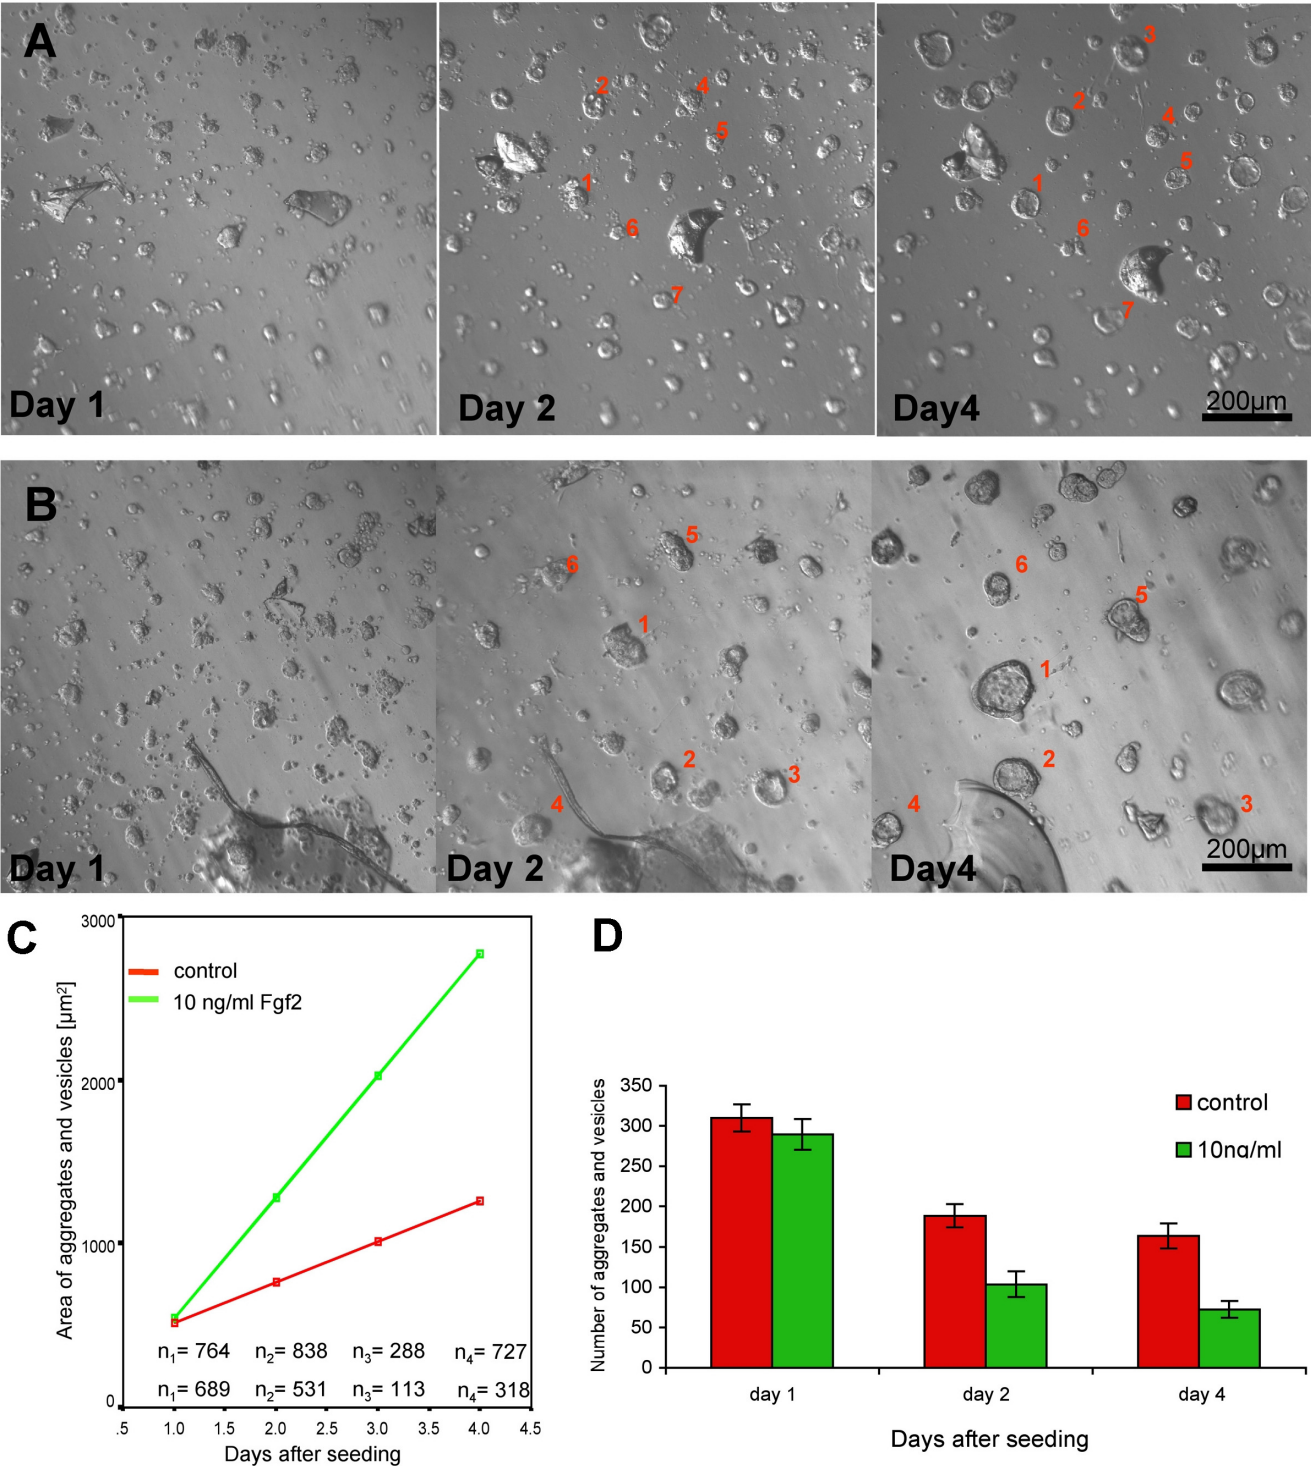 A
2
4
5
1
6
7
3
2
4
5
1
6
7
Day 1
Day 2
Day4
200µm
B
5
6
1
2
3
4
6
5
1
2
4
3
Day 1
Day 2
Day4
200µm
C
3000
2000
1000
0
Area of aggregates and vesicles [µm²]
control
10 ng/ml Fgf2
n₁= 764 n₂= 838 n₃= 288 n₄= 727
n₁= 689 n₂= 531 n₃= 113 n₄= 318
.5 1.0 1.5 2.0 2.5 3.0 3.5 4.0 4.5
Days after seeding
D
Number of aggregates and vesicles
350
300
250
200
150
100
50
0
control
10ng/ml
day 1 day 2 day 4
Days after seeding